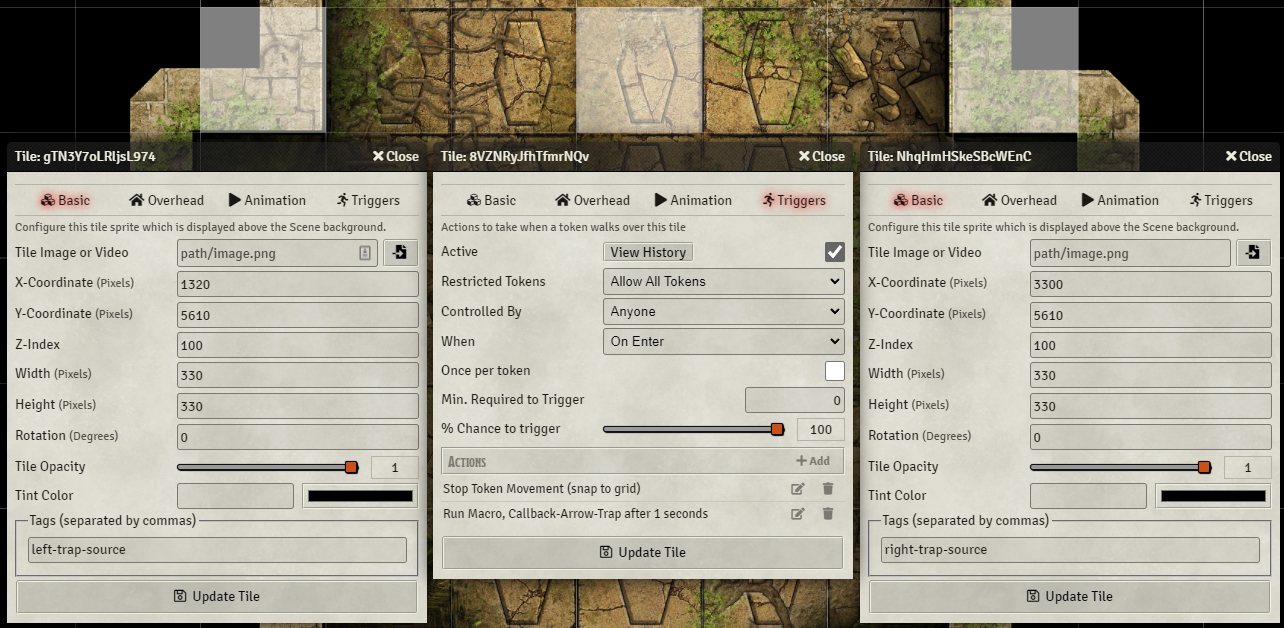 Tile: gTN3Y7oLRljsL974
Close
Basic
Overhead
Animation
Triggers
Configure this tile sprite which is displayed above the Scene background.
Tile Image or Video
path/image.png
X-Coordinate (Pixels)
1320
Y-Coordinate (Pixels)
5610
Z-Index
100
Width (Pixels)
330
Height (Pixels)
330
Rotation (Degrees)
0
Tile Opacity
1
Tint Color
Tags (separated by commas)
left-trap-source
Update Tile
Tile: 8VZNRyJfhTfmrNQv
Close
Basic
Overhead
Animation
Triggers
Actions to take when a token walks over this tile
Active
View History
Restricted Tokens
Allow All Tokens
Controlled By
Anyone
When
On Enter
Once per token
Min. Required to Trigger
0
% Chance to trigger
100
Actions
Add
Stop Token Movement (snap to grid)
Run Macro, Callback-Arrow-Trap after 1 seconds
Update Tile
Tile: NhqHmHSkeSBcWEnC
Close
Basic
Overhead
Animation
Triggers
Configure this tile sprite which is displayed above the Scene background.
Tile Image or Video
path/image.png
X-Coordinate (Pixels)
3300
Y-Coordinate (Pixels)
5610
Z-Index
100
Width (Pixels)
330
Height (Pixels)
330
Rotation (Degrees)
0
Tile Opacity
1
Tint Color
Tags (separated by commas)
right-trap-source
Update Tile